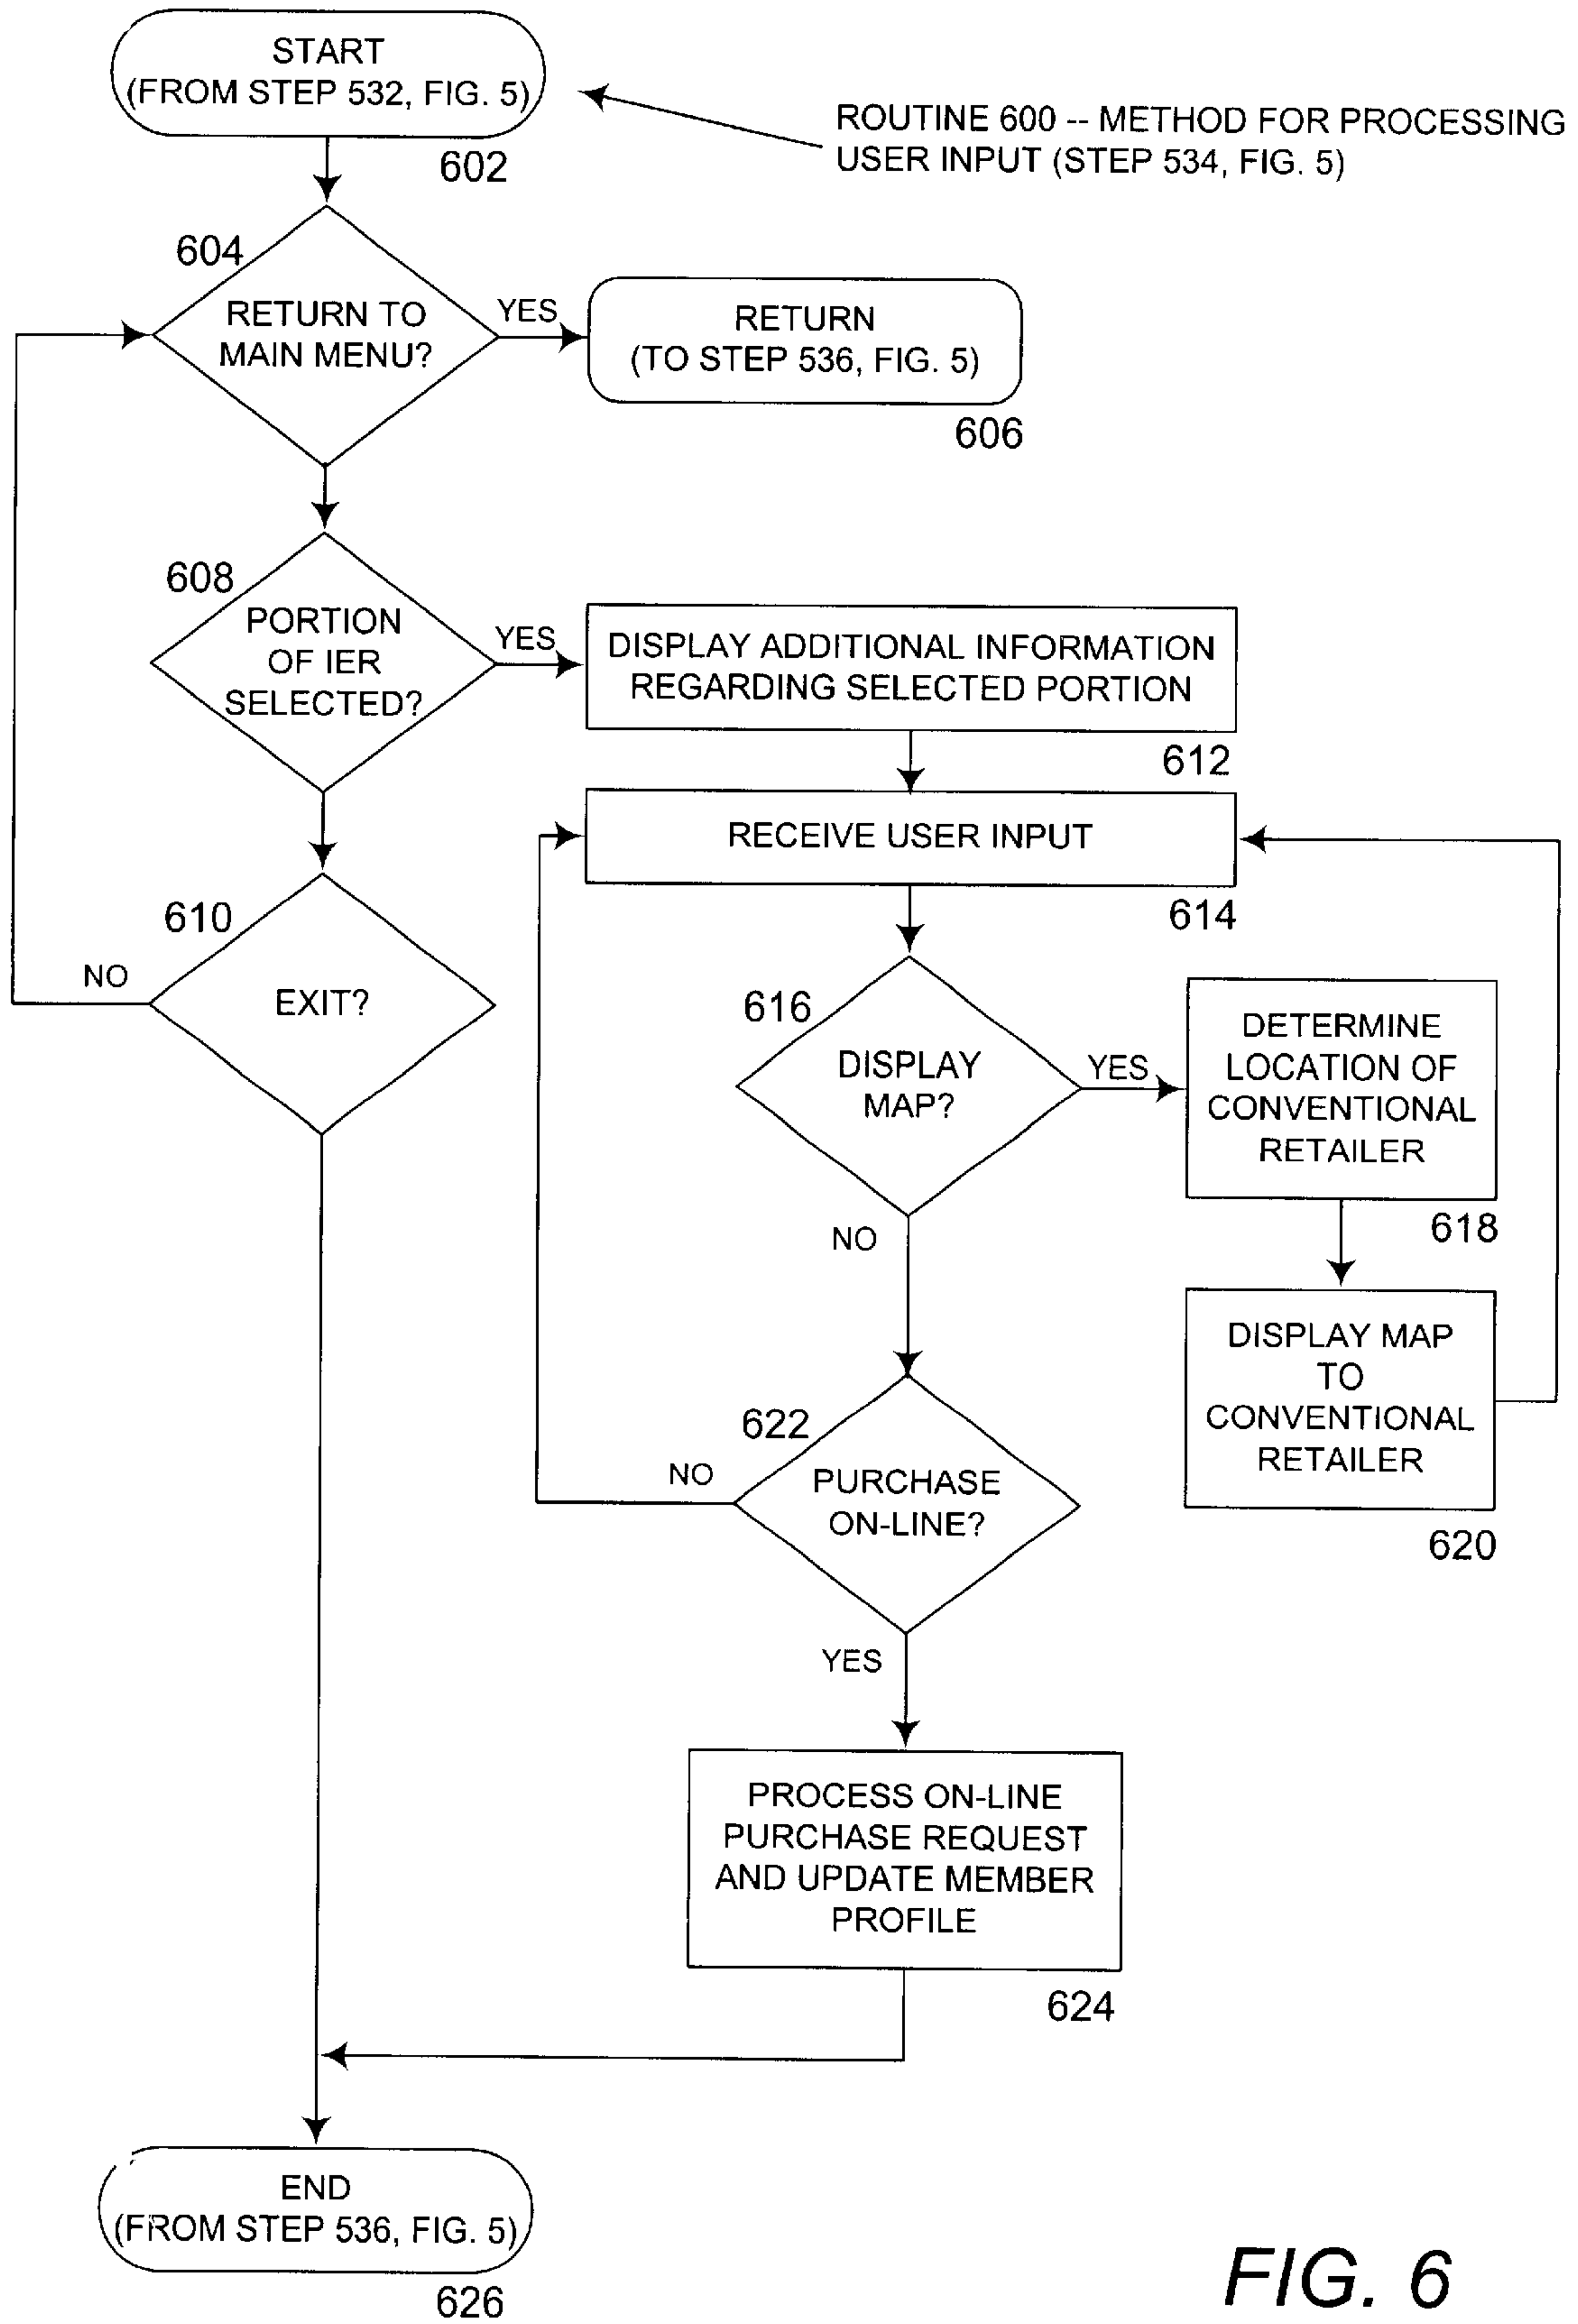 START
(FROM STEP 532, FIG. 5)
602
ROUTINE 600 -- METHOD FOR PROCESSING
USER INPUT (STEP 534, FIG. 5)
604
RETURN TO
MAIN MENU?
YES
RETURN
(TO STEP 536, FIG. 5)
606
608
PORTION
OF IER
SELECTED?
YES
DISPLAY ADDITIONAL INFORMATION
REGARDING SELECTED PORTION
612
RECEIVE USER INPUT
614
610
NO
EXIT?
616
DISPLAY
MAP?
YES
NO
DETERMINE
LOCATION OF
CONVENTIONAL
RETAILER
618
DISPLAY MAP
TO
CONVENTIONAL
RETAILER
620
622
NO
PURCHASE
ON-LINE?
YES
PROCESS ON-LINE
PURCHASE REQUEST
AND UPDATE MEMBER
PROFILE
624
END
(FROM STEP 536, FIG. 5)
626
FIG. 6